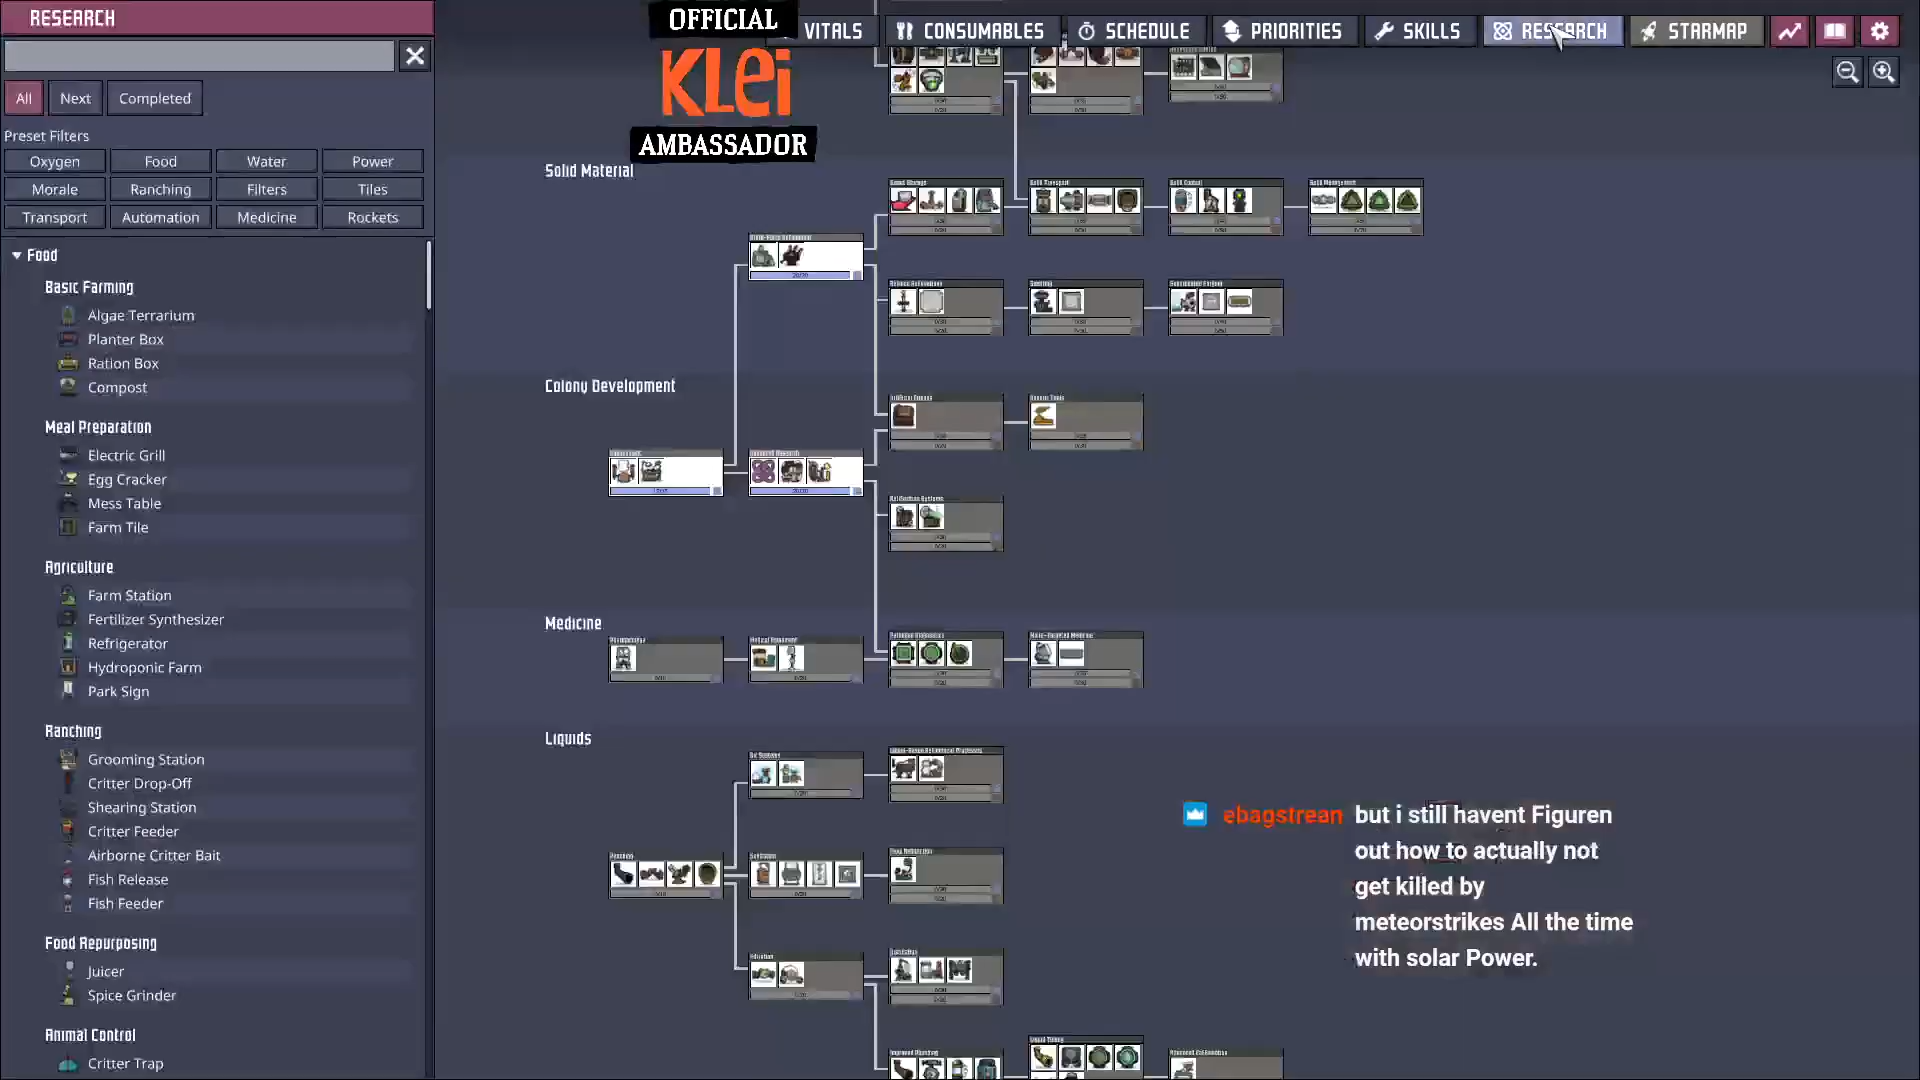 RESEARCH
All
Next
Completed
Preset Filters
Oxygen
Food
Water
Power
Morale
Ranching
Filters
Tiles
Transport
Automation
Medicine
Rockets
Food
Basic Farming
Algae Terrarium
Planter Box
Ration Box
Compost
Meal Preparation
Electric Grill
Egg Cracker
Mess Table
Farm Tile
Agriculture
Farm Station
Fertilizer Synthesizer
Refrigerator
Hydroponic Farm
Park Sign
Ranching
Grooming Station
Critter Drop-Off
Shearing Station
Critter Feeder
Airborne Critter Bait
Fish Release
Fish Feeder
Food Repurposing
Juicer
Spice Grinder
Animal Control
Critter Trap
OFFICIAL
KLei
AMBASSADOR
VITALS
CONSUMABLES
SCHEDULE
PRIORITIES
SKILLS
RESEARCH
STARMAP
Solid Material
Colony Development
Medicine
Liquids
ebagstrean but i still havent Figuren
out how to actually not
get killed by
meteorstrikes All the time
with solar Power.